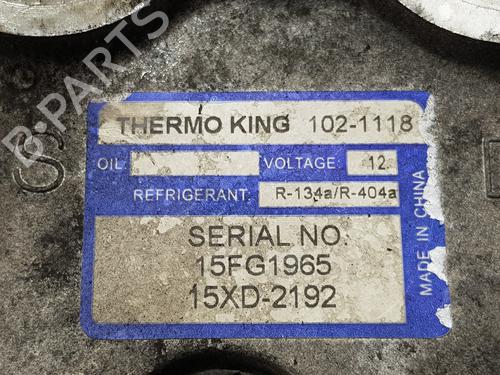 B-PARTS
S
THERMO KING 102-1118
OIL: VOLTAGE: 12
REFRIGERANT R-134a/R-404a
SERIAL NO.
15FG1965
15XD-2192
MADE IN CHINA